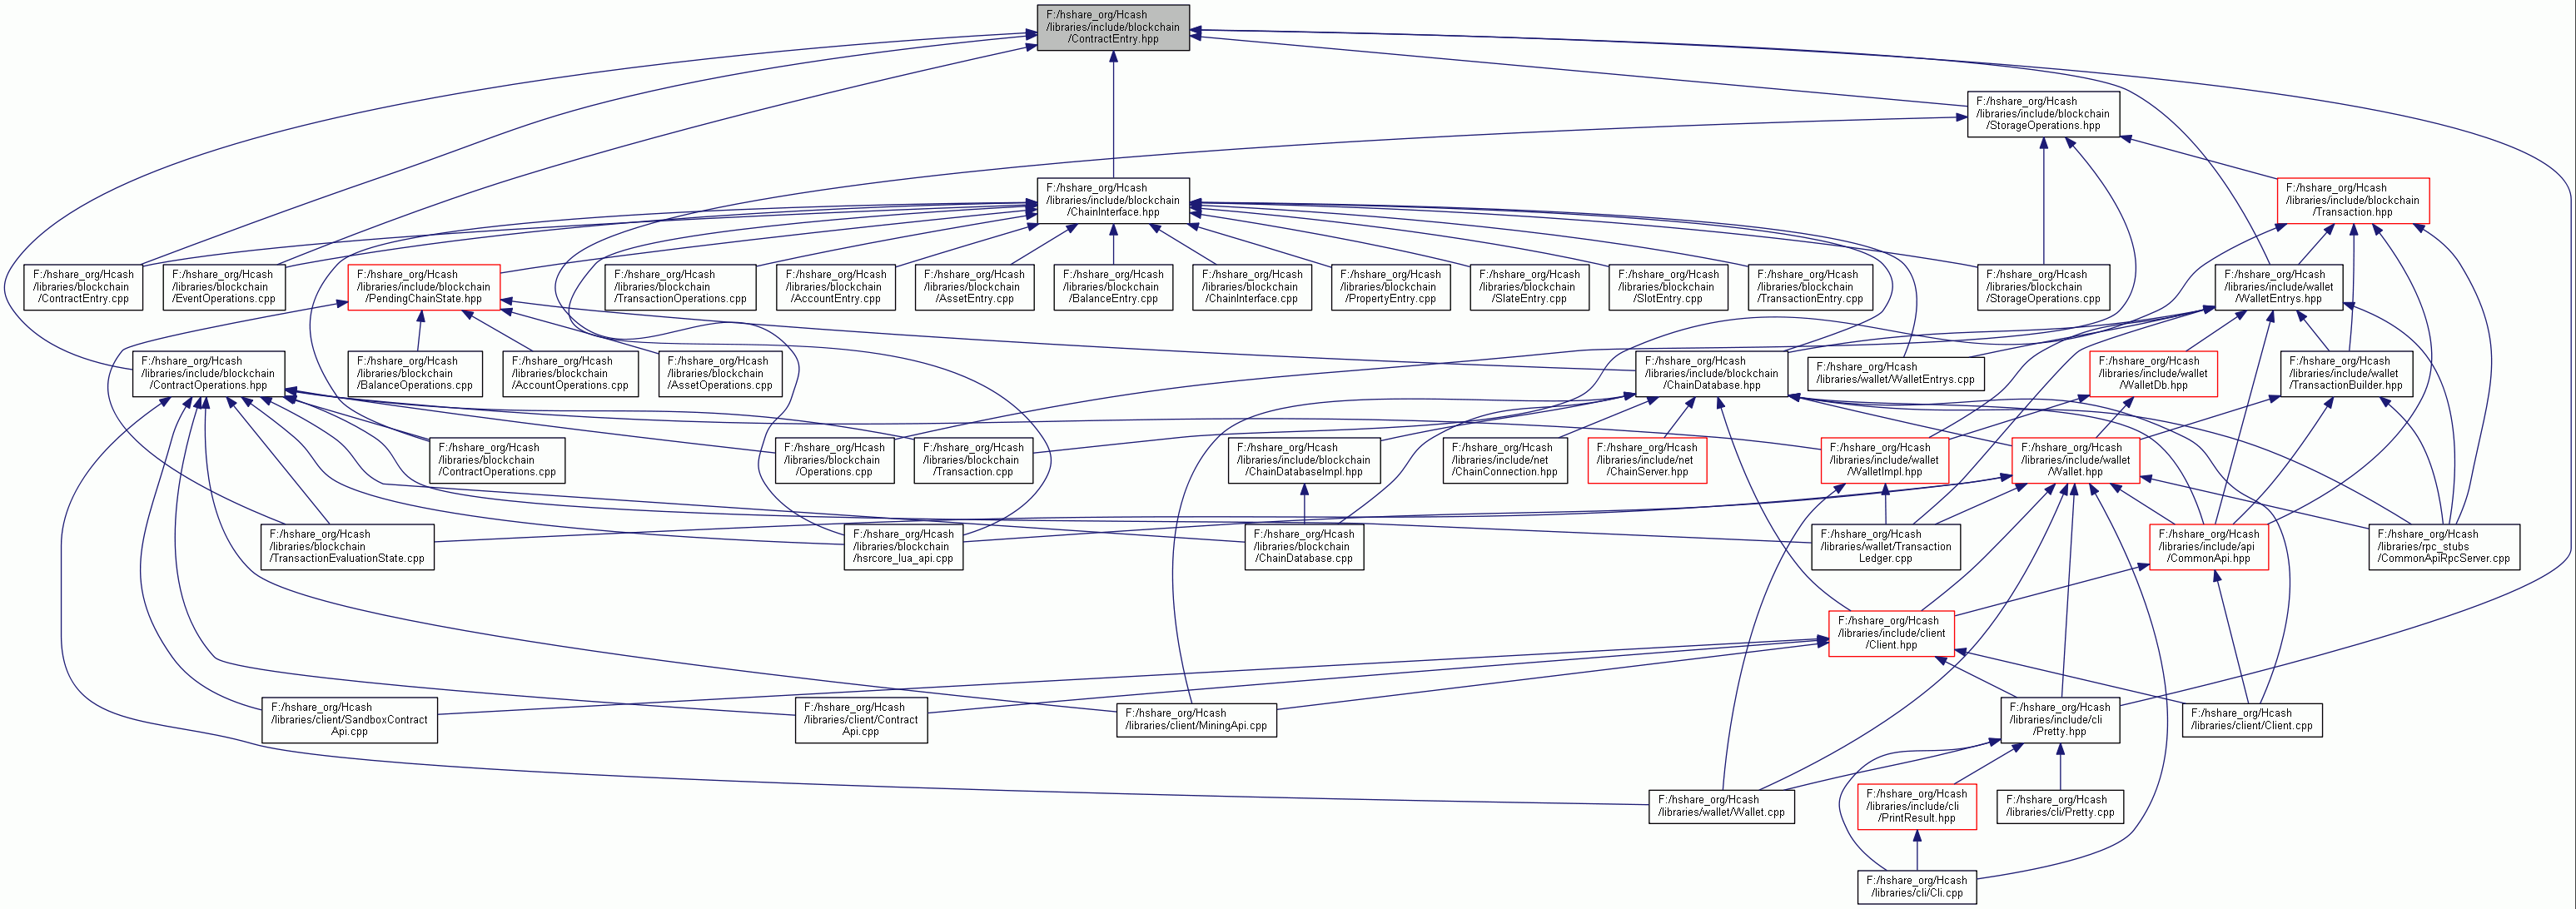 F:/hshare_org/Hcash
/libraries/include/blockchain
/ContractEntry.hpp
F:/hshare_org/Hcash
/libraries/include/blockchain
/StorageOperations.hpp
F:/hshare_org/Hcash
/libraries/include/blockchain
/ChainInterface.hpp
F:/hshare_org/Hcash
/libraries/include/blockchain
/Transaction.hpp
F:/hshare_org/Hcash
/libraries/blockchain
/ContractEntry.cpp
F:/hshare_org/Hcash
/libraries/blockchain
/EventOperations.cpp
F:/hshare_org/Hcash
/libraries/include/blockchain
/PendingChainState.hpp
F:/hshare_org/Hcash
/libraries/blockchain
/TransactionOperations.cpp
F:/hshare_org/Hcash
/libraries/blockchain
/AccountEntry.cpp
F:/hshare_org/Hcash
/libraries/blockchain
/AssetEntry.cpp
F:/hshare_org/Hcash
/libraries/blockchain
/BalanceEntry.cpp
F:/hshare_org/Hcash
/libraries/blockchain
/ChainInterface.cpp
F:/hshare_org/Hcash
/libraries/blockchain
/PropertyEntry.cpp
F:/hshare_org/Hcash
/libraries/blockchain
/SlateEntry.cpp
F:/hshare_org/Hcash
/libraries/blockchain
/SlotEntry.cpp
F:/hshare_org/Hcash
/libraries/blockchain
/TransactionEntry.cpp
F:/hshare_org/Hcash
/libraries/blockchain
/StorageOperations.cpp
F:/hshare_org/Hcash
/libraries/include/wallet
/WalletEntrys.hpp
F:/hshare_org/Hcash
/libraries/include/blockchain
/ContractOperations.hpp
F:/hshare_org/Hcash
/libraries/blockchain
/BalanceOperations.cpp
F:/hshare_org/Hcash
/libraries/blockchain
/AccountOperations.cpp
F:/hshare_org/Hcash
/libraries/blockchain
/AssetOperations.cpp
F:/hshare_org/Hcash
/libraries/include/blockchain
/ChainDatabase.hpp
F:/hshare_org/Hcash
/libraries/wallet/WalletEntrys.cpp
F:/hshare_org/Hcash
/libraries/include/wallet
/WalletDb.hpp
F:/hshare_org/Hcash
/libraries/include/wallet
/TransactionBuilder.hpp
F:/hshare_org/Hcash
/libraries/blockchain
/ContractOperations.cpp
F:/hshare_org/Hcash
/libraries/blockchain
/Operations.cpp
F:/hshare_org/Hcash
/libraries/blockchain
/Transaction.cpp
F:/hshare_org/Hcash
/libraries/include/blockchain
/ChainDatabaseImpl.hpp
F:/hshare_org/Hcash
/libraries/include/net
/ChainConnection.hpp
F:/hshare_org/Hcash
/libraries/include/net
/ChainServer.hpp
F:/hshare_org/Hcash
/libraries/include/wallet
/WalletImpl.hpp
F:/hshare_org/Hcash
/libraries/include/wallet
/Wallet.hpp
F:/hshare_org/Hcash
/libraries/blockchain
/TransactionEvaluationState.cpp
F:/hshare_org/Hcash
/libraries/blockchain
/hsrcore_lua_api.cpp
F:/hshare_org/Hcash
/libraries/blockchain
/ChainDatabase.cpp
F:/hshare_org/Hcash
/libraries/wallet/Transaction
Ledger.cpp
F:/hshare_org/Hcash
/libraries/include/api
/CommonApi.hpp
F:/hshare_org/Hcash
/libraries/rpc_stubs
/CommonApiRpcServer.cpp
F:/hshare_org/Hcash
/libraries/include/client
/Client.hpp
F:/hshare_org/Hcash
/libraries/client/SandboxContract
Api.cpp
F:/hshare_org/Hcash
/libraries/client/Contract
Api.cpp
F:/hshare_org/Hcash
/libraries/client/MiningApi.cpp
F:/hshare_org/Hcash
/libraries/include/cli
/Pretty.hpp
F:/hshare_org/Hcash
/libraries/client/Client.cpp
F:/hshare_org/Hcash
/libraries/wallet/Wallet.cpp
F:/hshare_org/Hcash
/libraries/include/cli
/PrintResult.hpp
F:/hshare_org/Hcash
/libraries/cli/Pretty.cpp
F:/hshare_org/Hcash
/libraries/cli/Cli.cpp